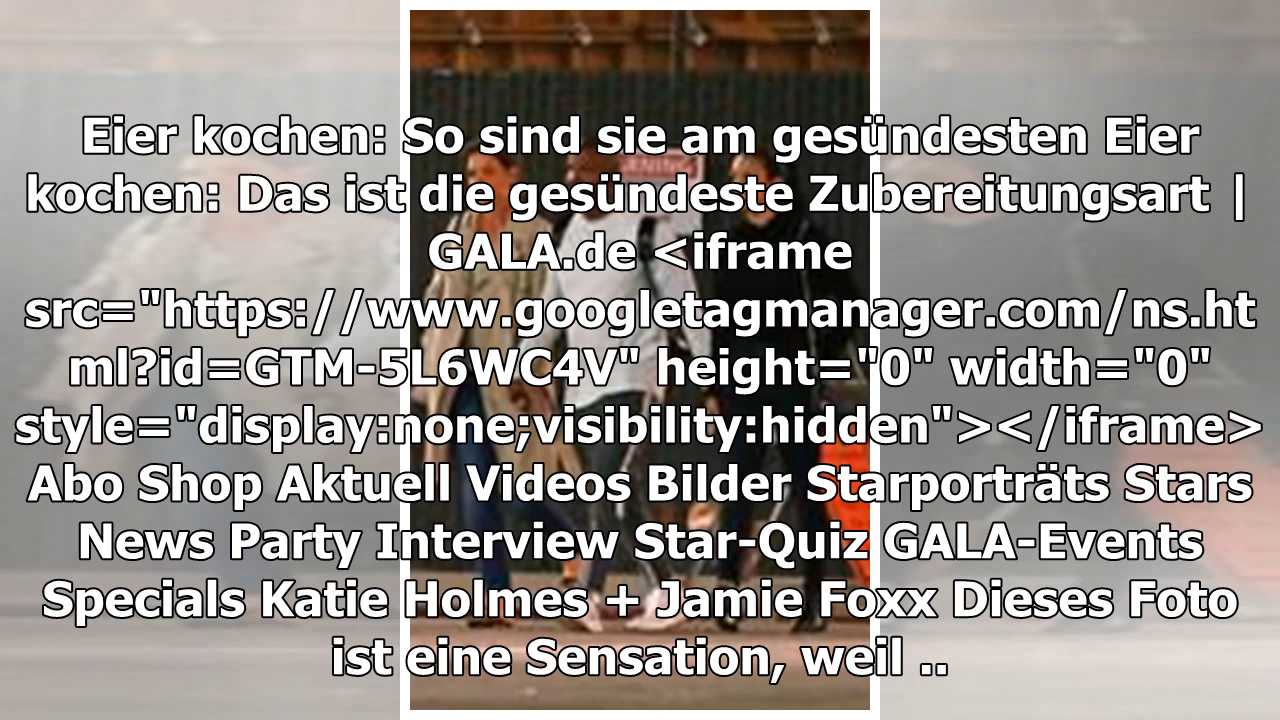 Eier kochen: So sind sie am gesündesten Eier
kochen: Das ist die gesündeste Zubereitungsart |
GALA.de <iframe
src="https://www.googletagmanager.com/ns.ht
ml?id=GTM-5L6WC4V" height="0" width="0"
style="display:none;visibility:hidden"></iframe>
Abo Shop Aktuell Videos Bilder Starporträts Stars
News Party Interview Star-Quiz GALA-Events
Specials Katie Holmes + Jamie Foxx Dieses Foto
ist eine Sensation, weil ..